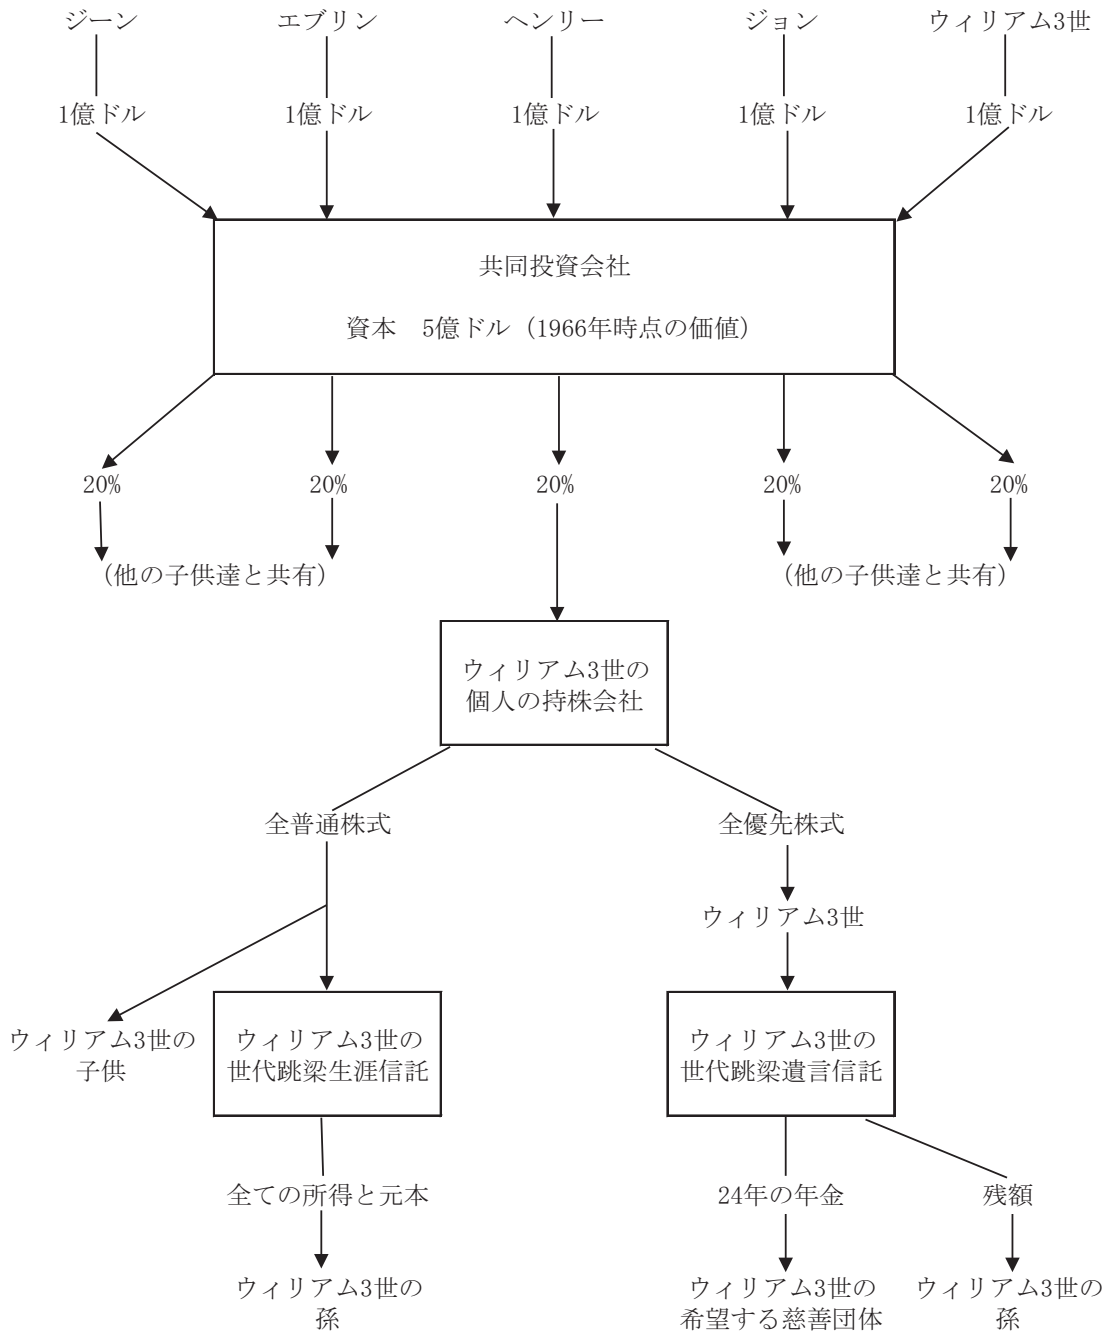 ジーン
エブリン
ヘンリー
ジョン
ウィリアム3世
1億ドル
1億ドル
1億ドル
1億ドル
1億ドル
共同投資会社
資本　5億ドル（1966年時点の価値）
20%
20%
20%
20%
20%
（他の子供達と共有）
（他の子供達と共有）
ウィリアム3世の
個人の持株会社
全普通株式
全優先株式
ウィリアム3世
ウィリアム3世の
子供
ウィリアム3世の
世代跳梁生涯信託
ウィリアム3世の
世代跳梁遺言信託
全ての所得と元本
24年の年金
残額
ウィリアム3世の
孫
ウィリアム3世の
希望する慈善団体
ウィリアム3世の
孫